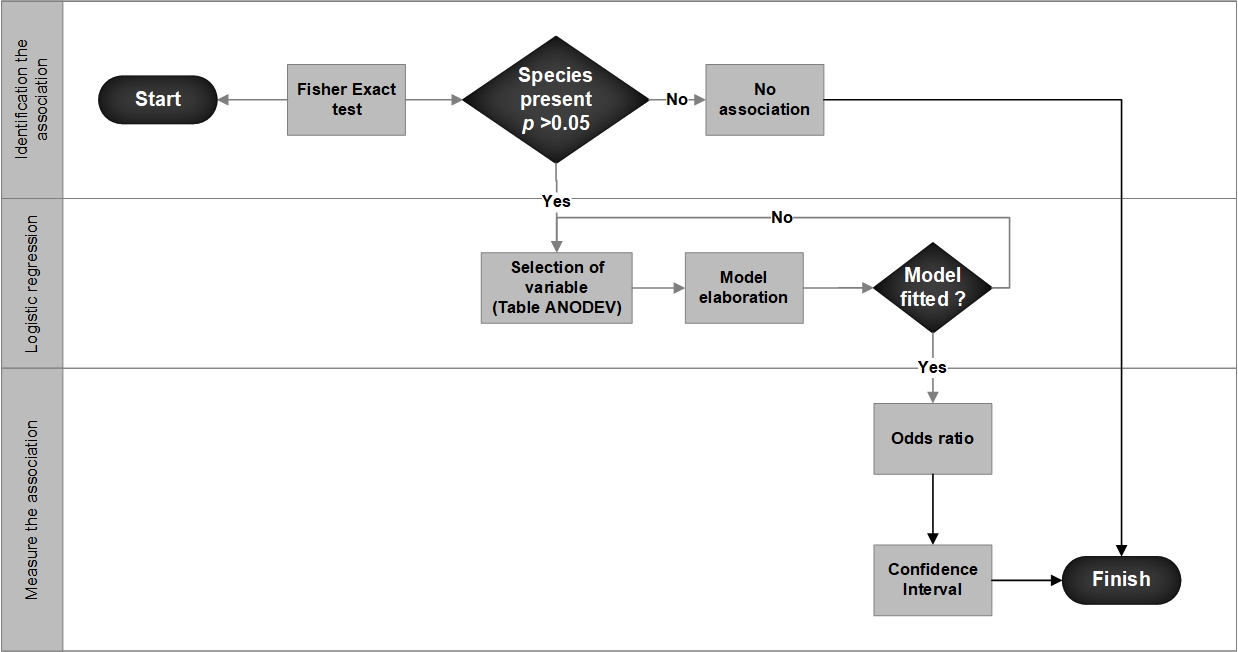 Identification the
association
Start
Fisher Exact
test
Species
present
p >0.05
No
No
association
Yes
Logistic regression
No
Selection of
variable
(Table ANODEV)
Model
elaboration
Model
fitted ?
Yes
Measure the association
Odds ratio
Confidence
Interval
Finish